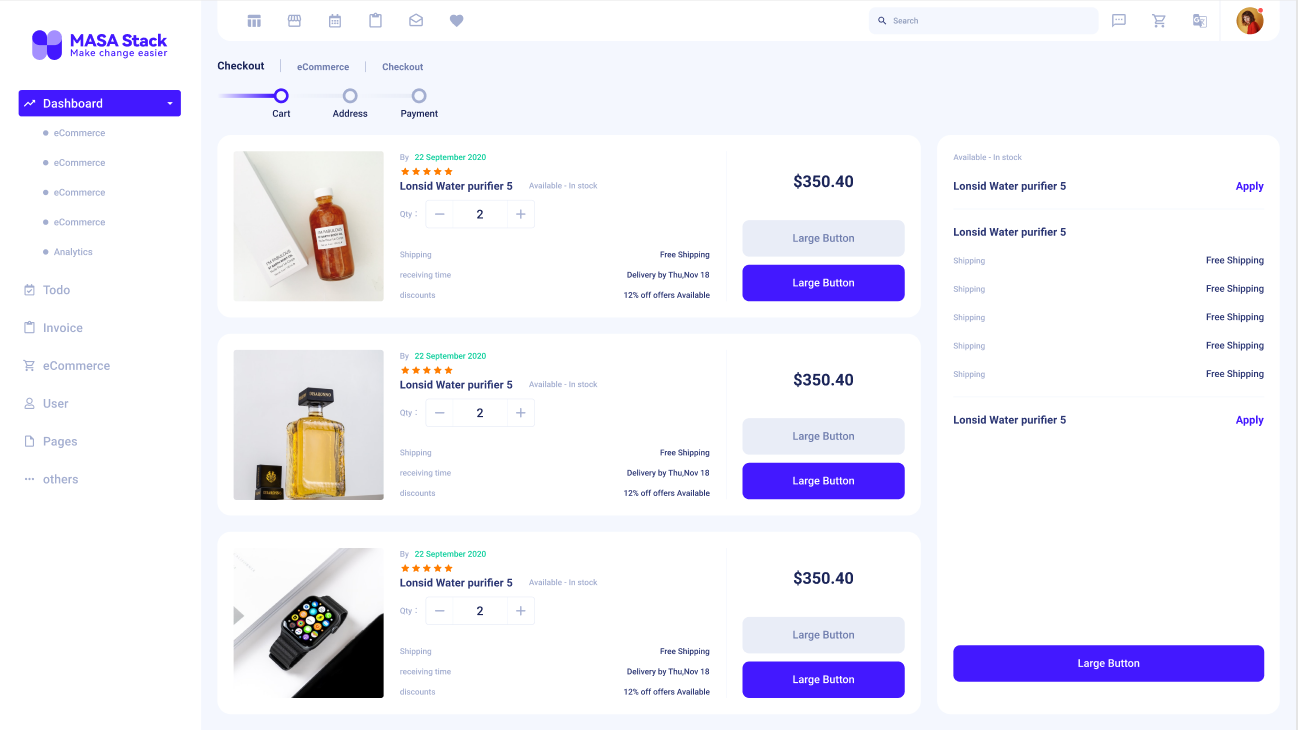 MASA Stack
Make change easier
Search
Dashboard
eCommerce
eCommerce
eCommerce
eCommerce
Analytics
Todo
Invoice
eCommerce
User
Pages
others
Checkout
eCommerce
Checkout
Cart
Address
Payment
By 22 September 2020
Lonsid Water purifier 5 Available - In stock
Qty : 2
Shipping Free Shipping
receiving time Delivery by Thu,Nov 18
discounts 12% off offers Available
$350.40
Large Button
Large Button
I'M FABULOUS
I'M FABULOUS
By 22 September 2020
Lonsid Water purifier 5 Available - In stock
Qty : 2
Shipping Free Shipping
receiving time Delivery by Thu,Nov 18
discounts 12% off offers Available
$350.40
Large Button
Large Button
DISARONNO
By 22 September 2020
Lonsid Water purifier 5 Available - In stock
Qty : 2
Shipping Free Shipping
receiving time Delivery by Thu,Nov 18
discounts 12% off offers Available
$350.40
Large Button
Large Button
Available - In stock
Lonsid Water purifier 5 Apply
Lonsid Water purifier 5
Shipping Free Shipping
Shipping Free Shipping
Shipping Free Shipping
Shipping Free Shipping
Shipping Free Shipping
Lonsid Water purifier 5 Apply
Large Button